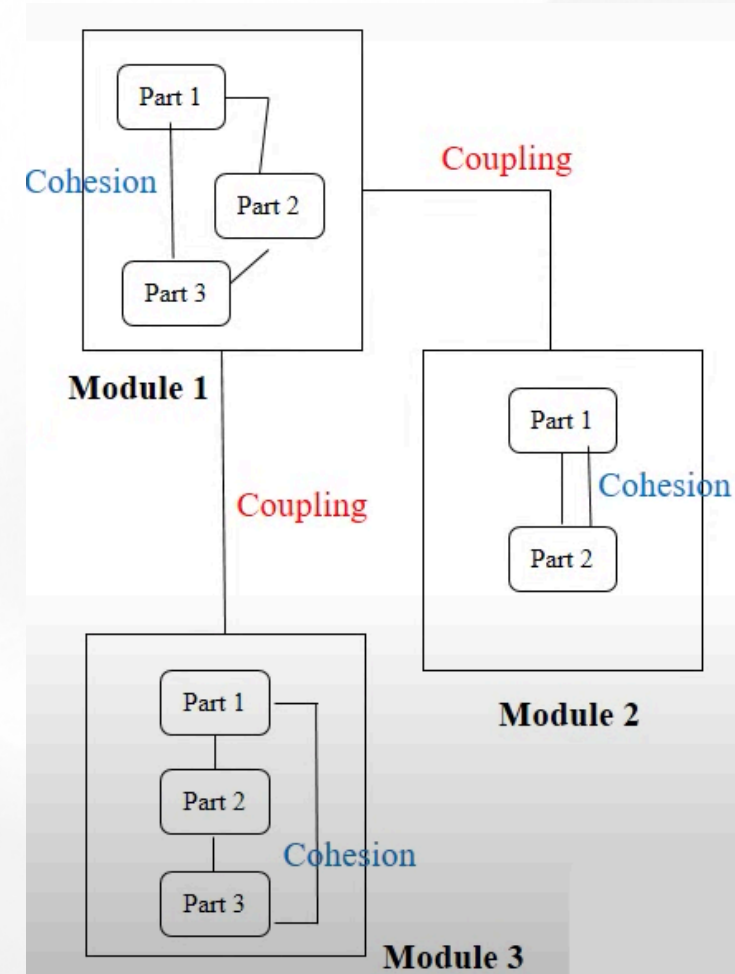 Part 1
Cohesion
Part 2
Part 3
Module 1
Coupling
Part 1
Cohesion
Part 2
Module 2
Coupling
Part 1
Part 2
Cohesion
Part 3
Module 3